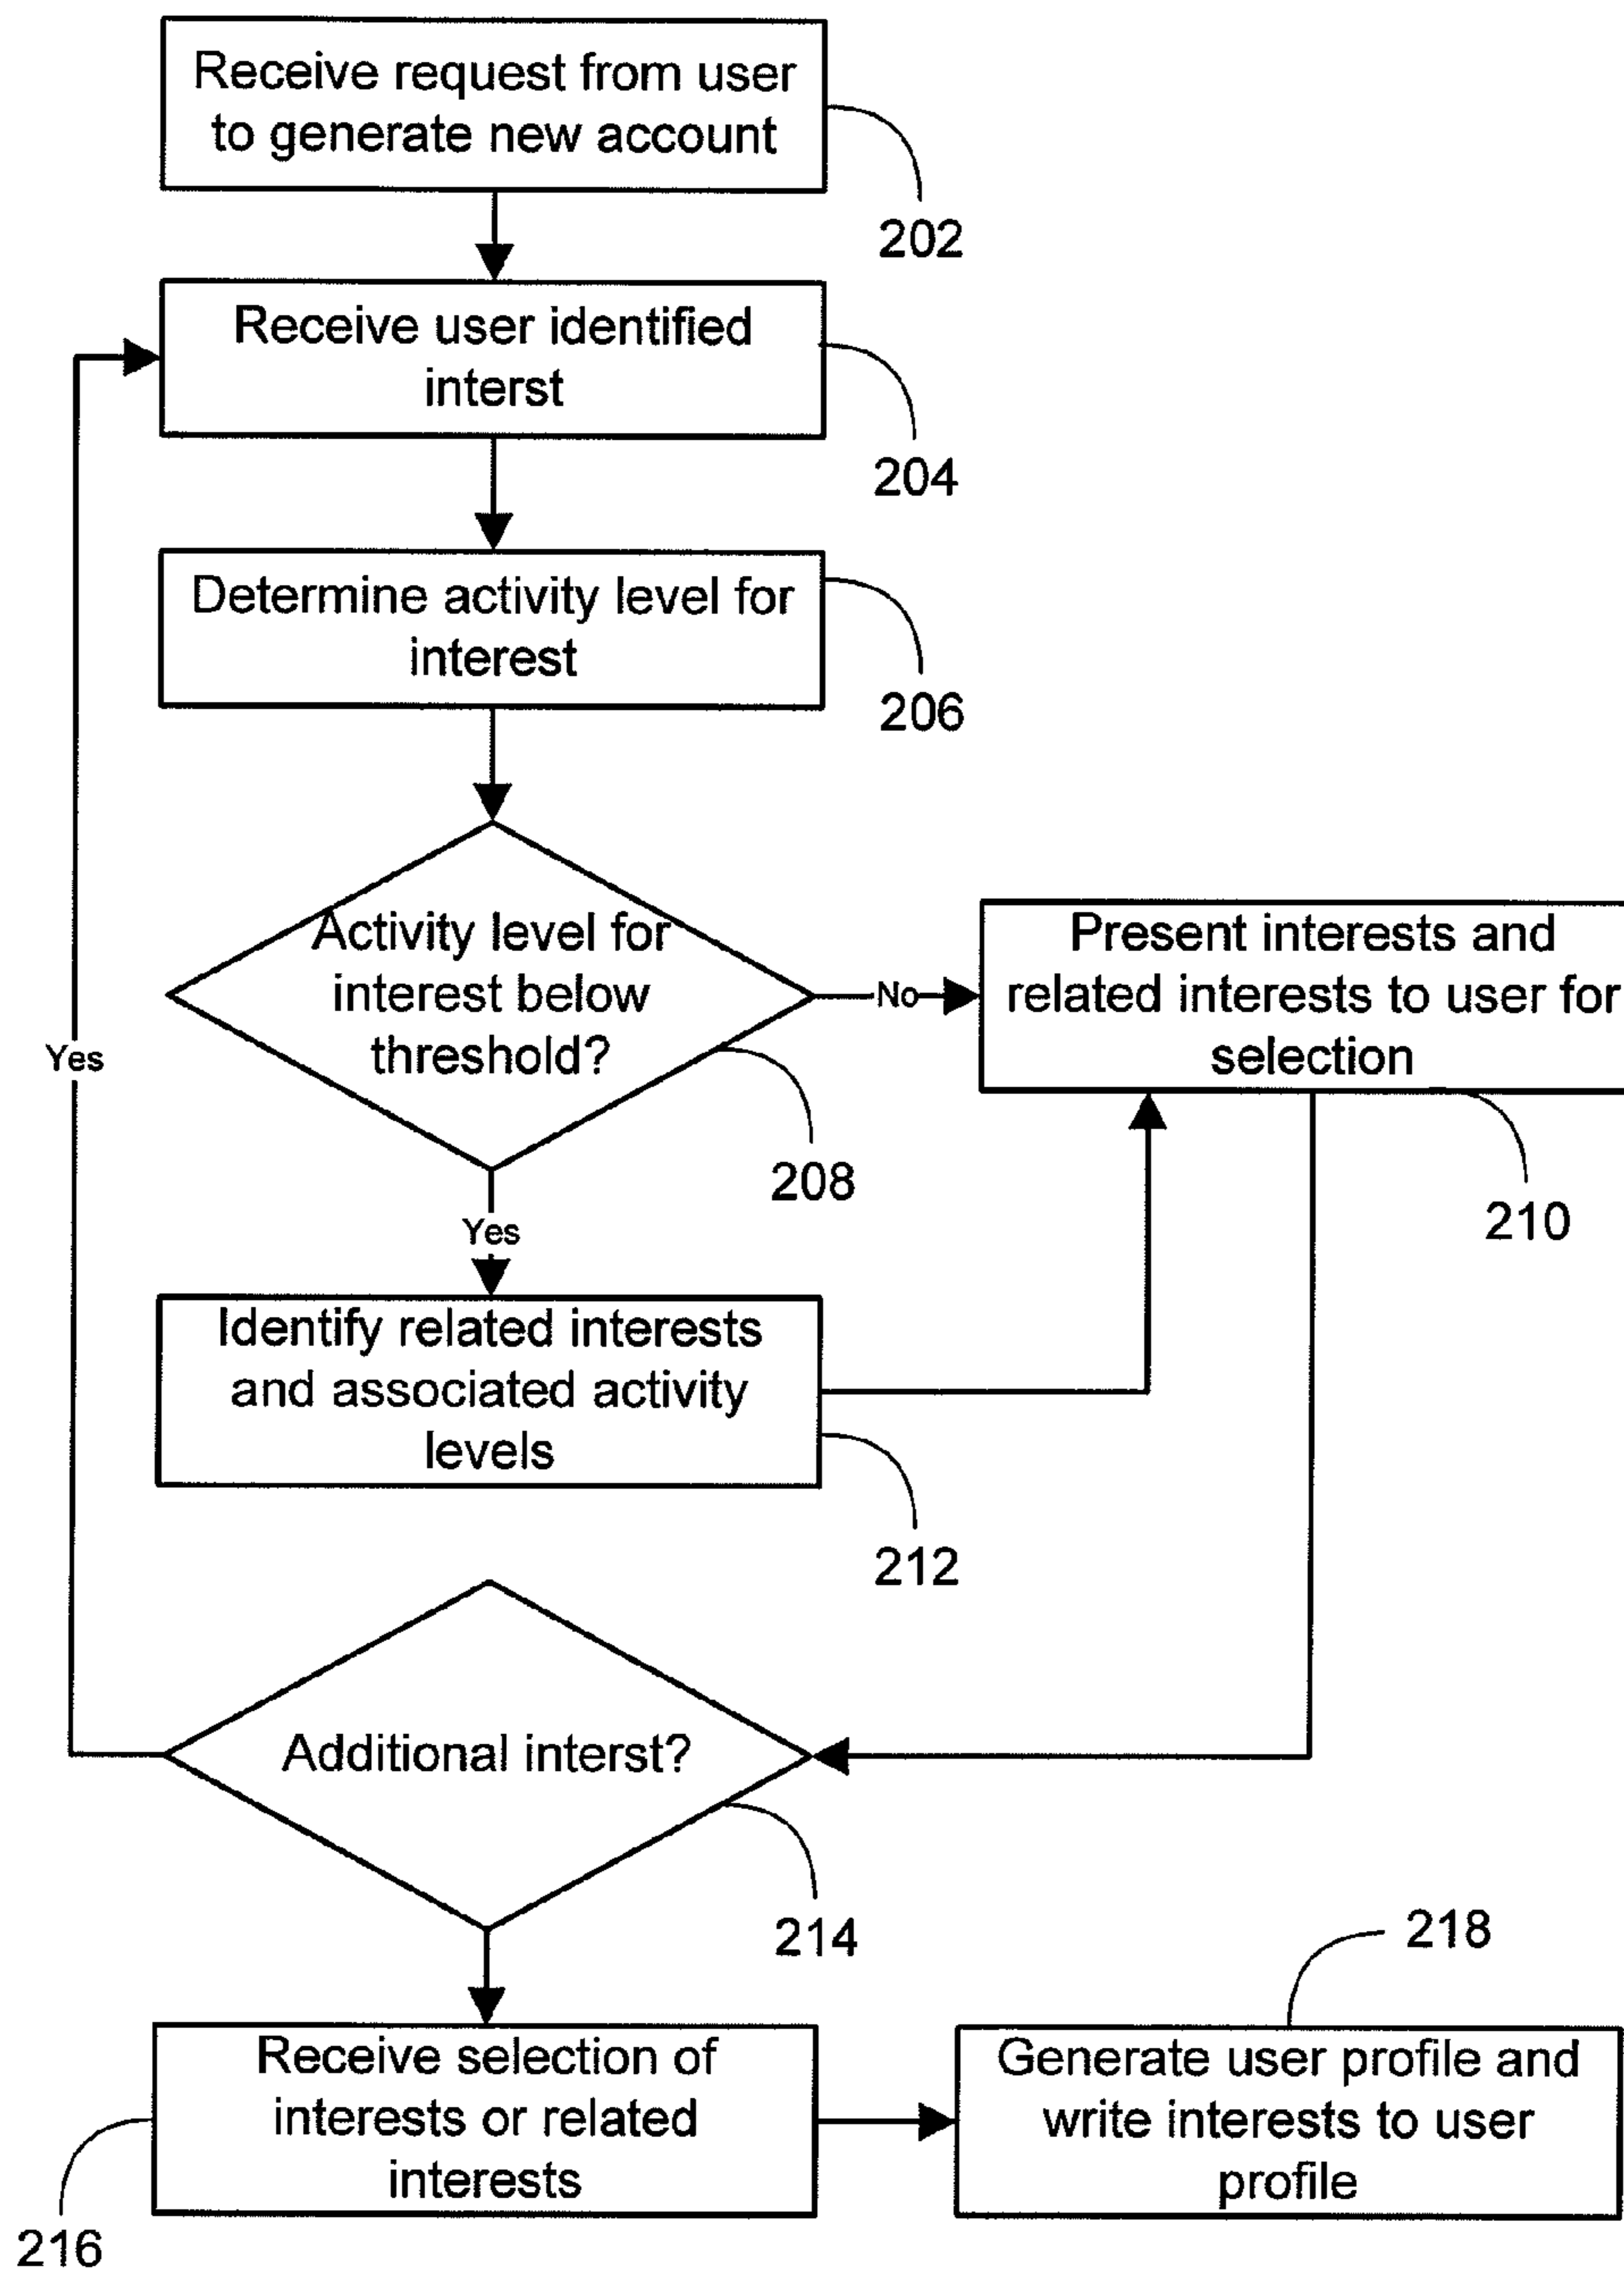 Receive request from user
to generate new account
202
Receive user identified
interst
204
Determine activity level for
interest
206
Activity level for
interest below
threshold?
208
No
Present interests and
related interests to user for
selection
210
Yes
Yes
Identify related interests
and associated activity
levels
212
Additional interst?
214
Receive selection of
interests or related
interests
216
218
Generate user profile and
write interests to user
profile